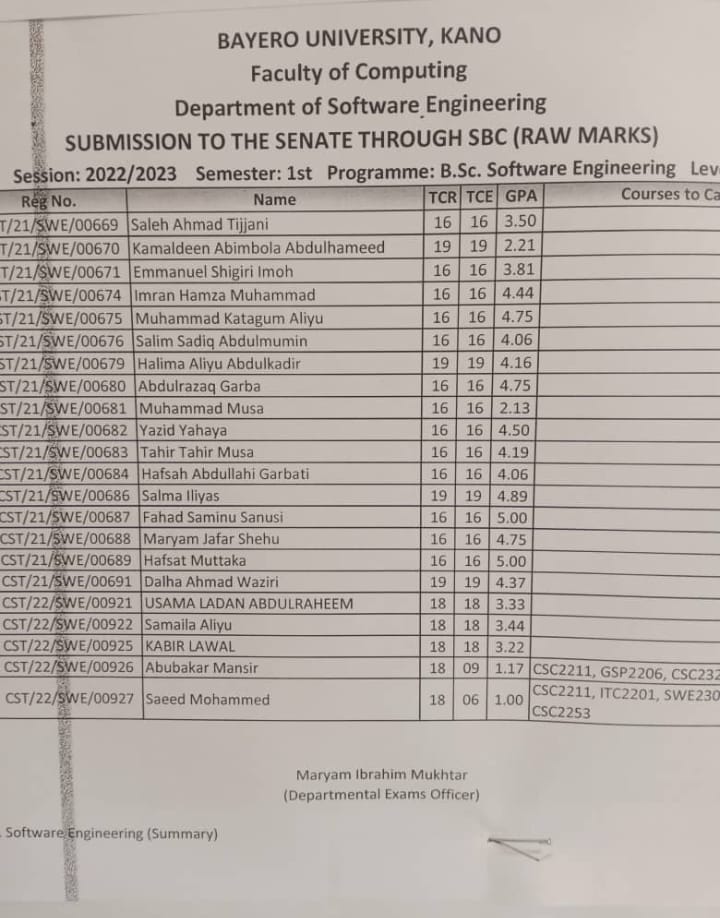 BAYERO UNIVERSITY, KANO
Faculty of Computing
Department of Software Engineering
SUBMISSION TO THE SENATE THROUGH SBC (RAW MARKS)
Session: 2022/2023 Semester: 1st Programme: B.Sc. Software Engineering Leve
Reg No. Name TCR TCE GPA Courses to Ca
T/21/SWE/00669 Saleh Ahmad Tijjani 16 16 3.50
T/21/SWE/00670 Kamaldeen Abimbola Abdulhameed 19 19 2.21
T/21/SWE/00671 Emmanuel Shigiri Imoh 16 16 3.81
ST/21/SWE/00674 Imran Hamza Muhammad 16 16 4.44
ST/21/SWE/00675 Muhammad Katagum Aliyu 16 16 4.75
ST/21/SWE/00676 Salim Sadiq Abdulmumin 16 16 4.06
ST/21/SWE/00679 Halima Aliyu Abdulkadir 19 19 4.16
ST/21/SWE/00680 Abdulrazaq Garba 16 16 4.75
ST/21/SWE/00681 Muhammad Musa 16 16 2.13
CST/21/SWE/00682 Yazid Yahaya 16 16 4.50
CST/21/SWE/00683 Tahir Tahir Musa 16 16 4.19
CST/21/SWE/00684 Hafsah Abdullahi Garbati 16 16 4.06
CST/21/SWE/00686 Salma Iliyas 19 19 4.89
CST/21/SWE/00687 Fahad Saminu Sanusi 16 16 5.00
CST/21/SWE/00688 Maryam Jafar Shehu 16 16 4.75
CST/21/SWE/00689 Hafsat Muttaka 16 16 5.00
CST/21/SWE/00691 Dalha Ahmad Waziri 19 19 4.37
CST/22/SWE/00921 USAMA LADAN ABDULRAHEEM 18 18 3.33
CST/22/SWE/00922 Samaila Aliyu 18 18 3.44
CST/22/SWE/00925 KABIR LAWAL 18 18 3.22
CST/22/SWE/00926 Abubakar Mansir 18 09 1.17 CSC2211, GSP2206, CSC232
CST/22/SWE/00927 Saeed Mohammed 18 06 1.00 CSC2211, ITC2201, SWE230
CSC2253
Maryam Ibrahim Mukhtar
(Departmental Exams Officer)
. Software Engineering (Summary)